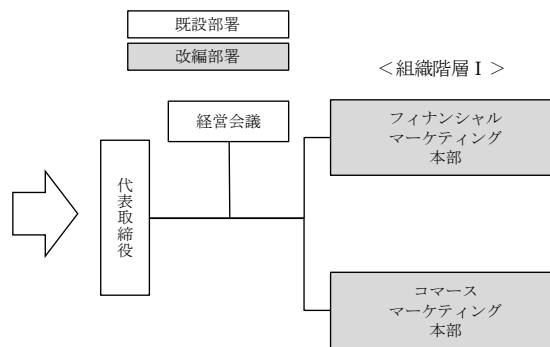 既設部署
改編部署
＜組織階層Ⅰ＞
経営会議
フィナンシャル
マーケティング
本部
代表取締役
コマース
マーケティング
本部